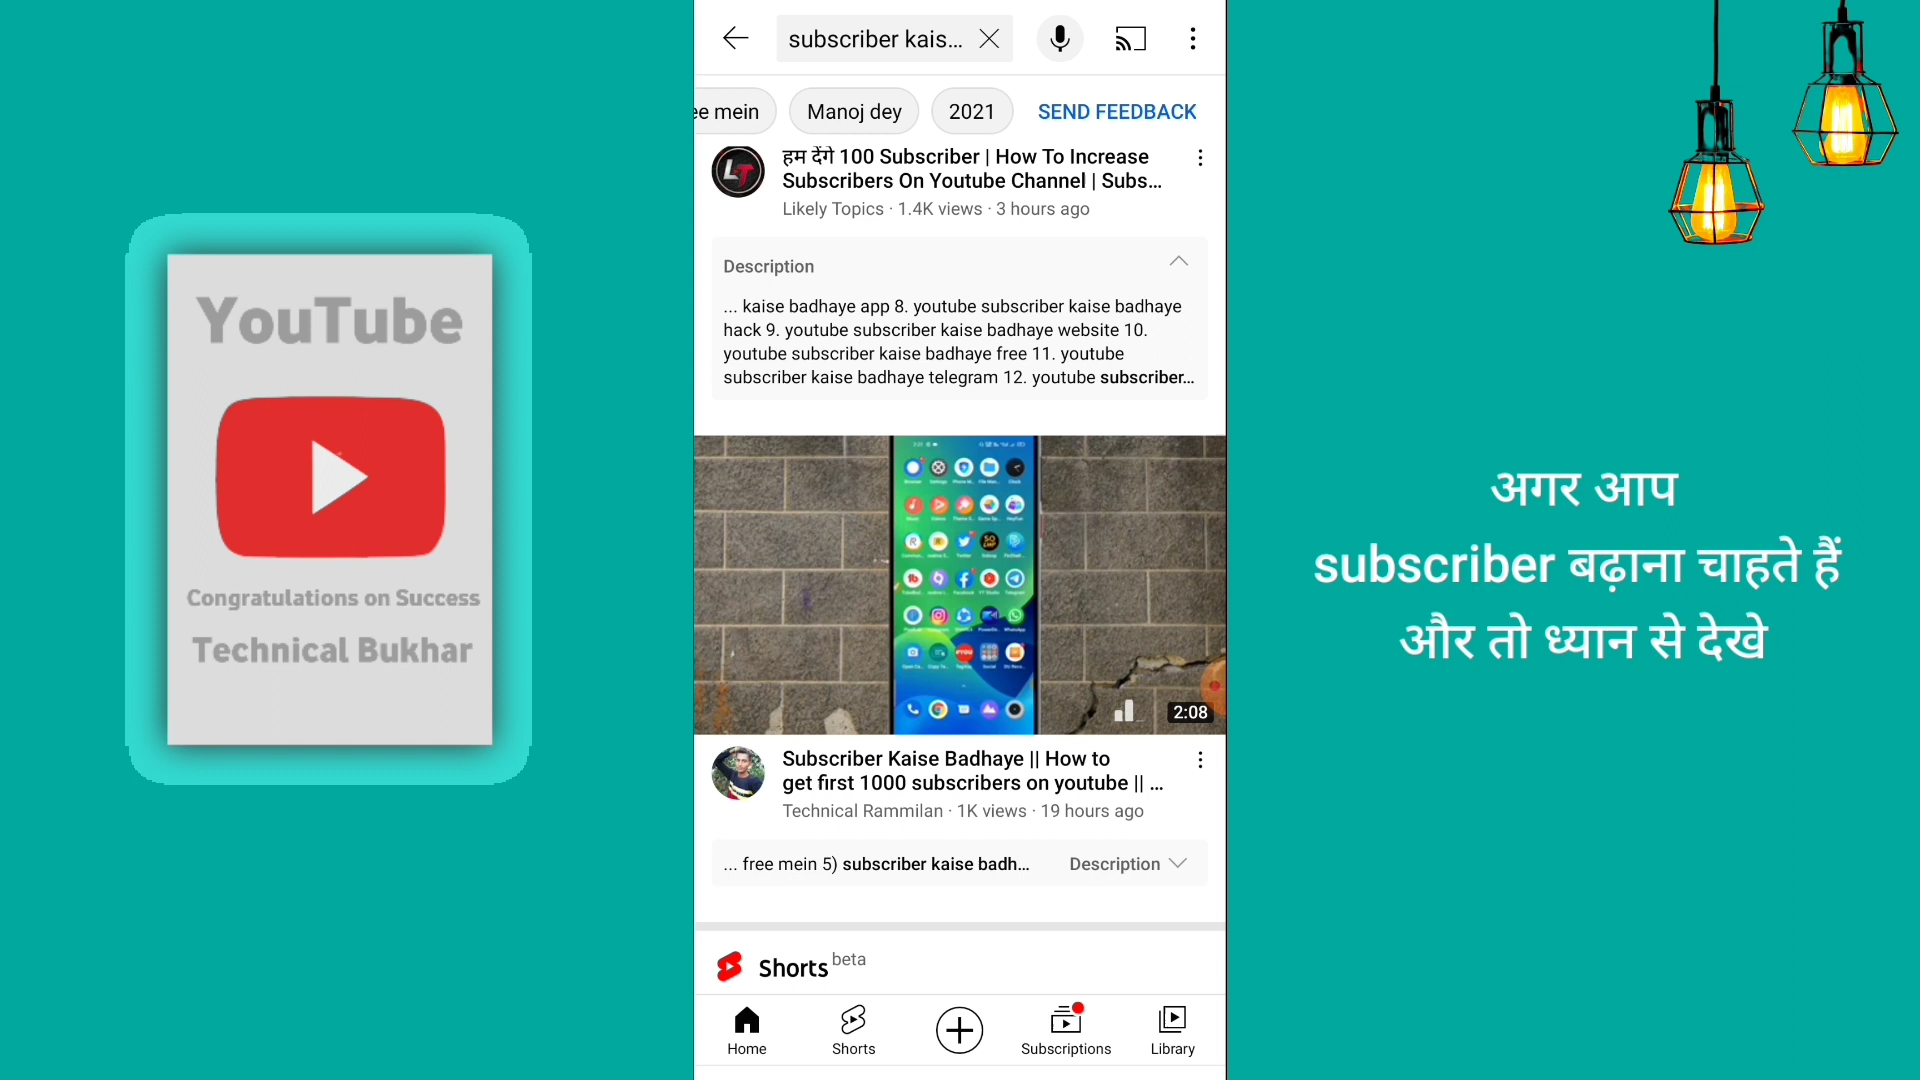 YouTube
Congratulations on Success
Technical Bukhar
subscriber kais...
ee mein
Manoj dey
2021
SEND FEEDBACK
LT
हम देंगे 100 Subscriber | How To Increase
Subscribers On Youtube Channel | Subs...
Likely Topics · 1.4K views · 3 hours ago
Description
... kaise badhaye app 8. youtube subscriber kaise badhaye
hack 9. youtube subscriber kaise badhaye website 10.
youtube subscriber kaise badhaye free 11. youtube
subscriber kaise badhaye telegram 12. youtube subscriber...
2:08
Subscriber Kaise Badhaye || How to
get first 1000 subscribers on youtube || ...
Technical Rammilan · 1K views · 19 hours ago
... free mein 5) subscriber kaise badh...
Description
Shorts beta
Home
Shorts
Subscriptions
Library
अगर आप
subscriber बढ़ाना चाहते हैं
और तो ध्यान से देखे